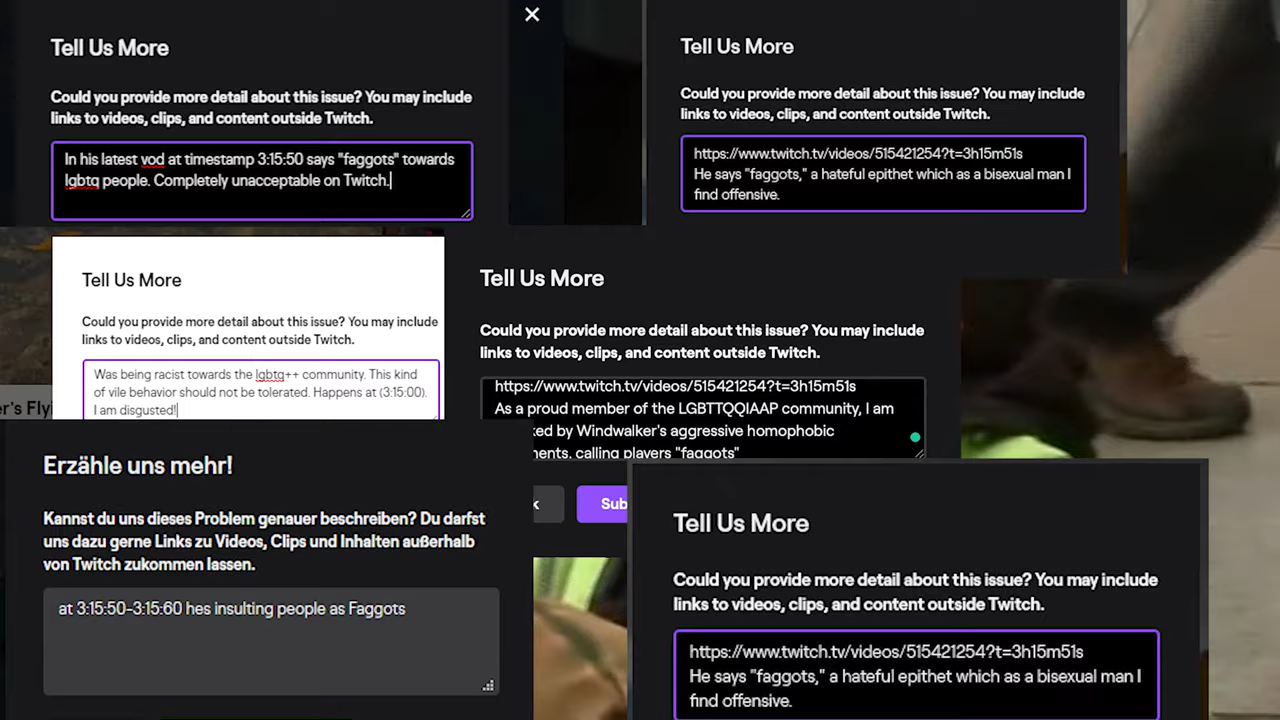 Tell Us More
Could you provide more detail about this issue? You may include
links to videos, clips, and content outside Twitch.
In his latest vod at timestamp 3:15:50 says "faggots" towards
lgbtq people. Completely unacceptable on Twitch.
Tell Us More
Could you provide more detail about this issue? You may include
links to videos, clips, and content outside Twitch.
https://www.twitch.tv/videos/515421254?t=3h15m51s
He says "faggots," a hateful epithet which as a bisexual man I
find offensive.
Tell Us More
Could you provide more detail about this issue? You may include
links to videos, clips, and content outside Twitch.
Was being racist towards the lgbtq++ community. This kind
of vile behavior should not be tolerated. Happens at (3:15:00).
I am disgusted!
Tell Us More
Could you provide more detail about this issue? You may include
links to videos, clips, and content outside Twitch.
https://www.twitch.tv/videos/515421254?t=3h15m51s
As a proud member of the LGBTTQQIAAP community, I am
by Windwalker's aggressive homophobic
calling players "faggots"
Erzähle uns mehr!
Kannst du uns dieses Problem genauer beschreiben? Du darfst
uns dazu gerne Links zu Videos, Clips und Inhalten außerhalb
von Twitch zukommen lassen.
at 3:15:50-3:15:60 hes insulting people as Faggots
Tell Us More
Could you provide more detail about this issue? You may include
links to videos, clips, and content outside Twitch.
https://www.twitch.tv/videos/515421254?t=3h15m51s
He says "faggots," a hateful epithet which as a bisexual man I
find offensive.